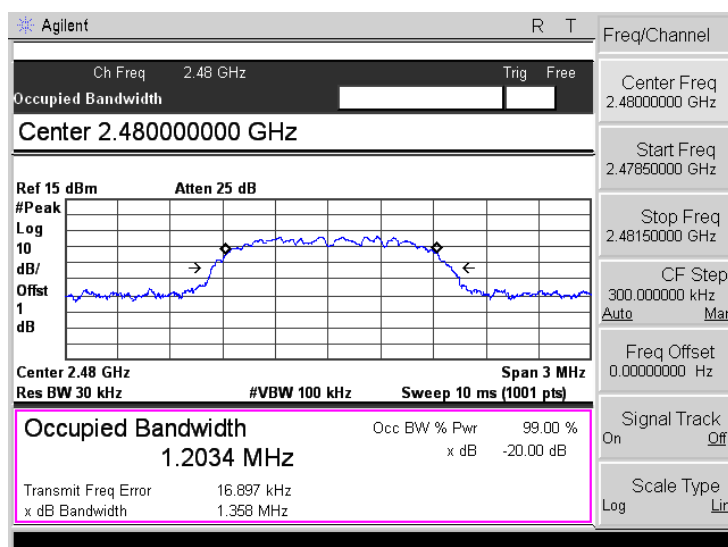 Agilent R T
Ch Freq 2.48 GHz Trig Free
Occupied Bandwidth
Center 2.480000000 GHz
Ref 15 dBm Atten 25 dB
#Peak
Log
10
dB/
Offst
1
dB
Center 2.48 GHz Span 3 MHz
Res BW 30 kHz #VBW 100 kHz Sweep 10 ms (1001 pts)
Occupied Bandwidth
1.2034 MHz
Occ BW % Pwr 99.00 %
x dB -20.00 dB
Transmit Freq Error 16.897 kHz
x dB Bandwidth 1.358 MHz
Freq/Channel
Center Freq
2.48000000 GHz
Start Freq
2.47850000 GHz
Stop Freq
2.48150000 GHz
CF Step
300.000000 kHz
Auto Man
Freq Offset
0.00000000 Hz
Signal Track
On Off
Scale Type
Log Lin